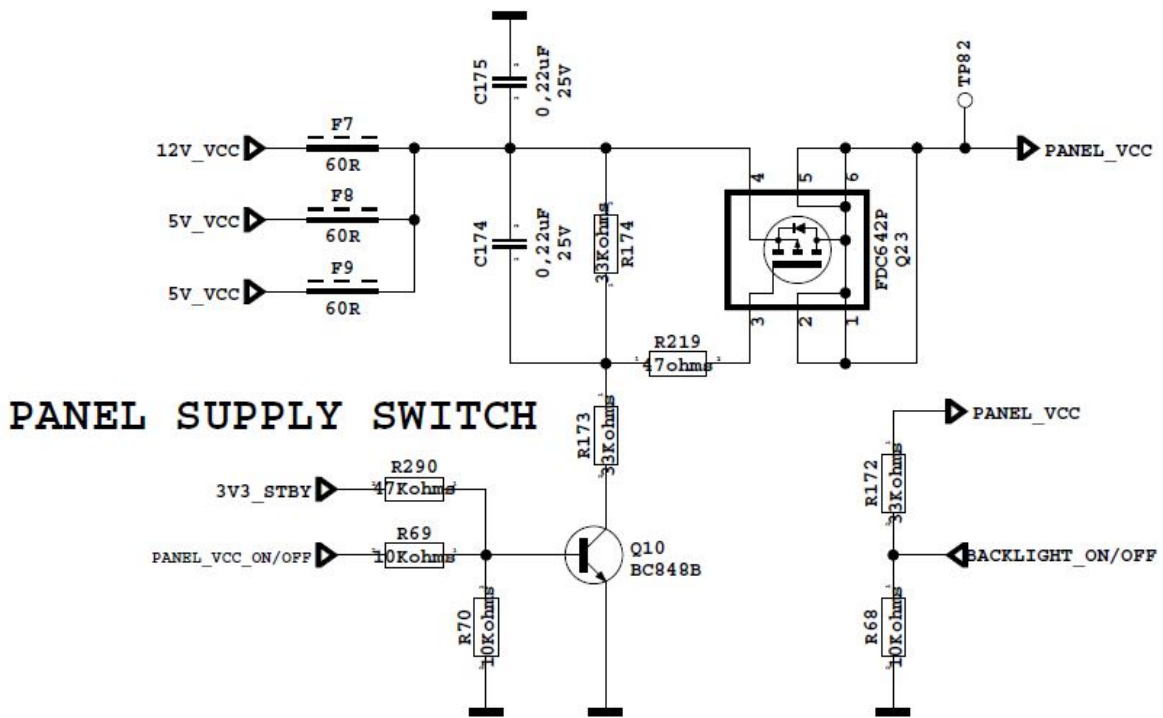 C175
0,22uF
25V
TP82
F7
12V_VCC
60R
PANEL_VCC
F8
5V_VCC
60R
F9
5V_VCC
60R
C174
0,22uF
25V
33Kohms
R174
4
5
6
FDC642P
Q23
3
2
1
R219
47ohms
PANEL SUPPLY SWITCH
R173
33Kohms
PANEL_VCC
R290
47Kohms
3V3_STBY
R172
33Kohms
R69
10Kohms
PANEL_VCC_ON/OFF
Q10
BC848B
BACKLIGHT_ON/OFF
R70
10Kohms
R68
10Kohms